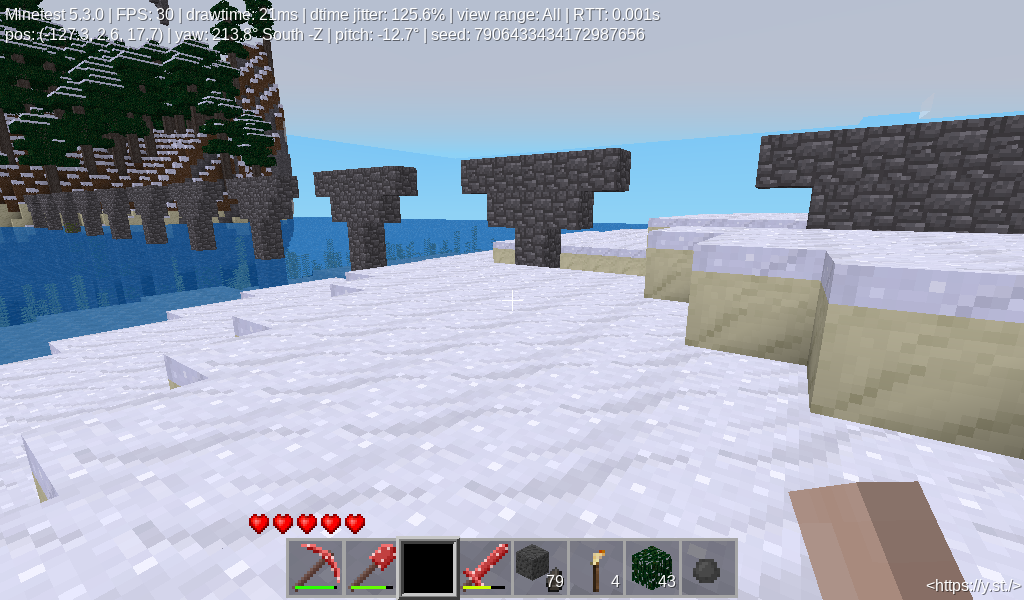 Minetest 5.3.0 | FPS: 30 | drawtime: 21ms | dtime jitter: 125.6% | view range: All | RTT: 0.001s
pos: (-127.3, 2.6, 17.7) | yaw: 213.8° South -Z | pitch: -12.7° | seed: 7906433434172987656
79 4 43
<https://y.st./>